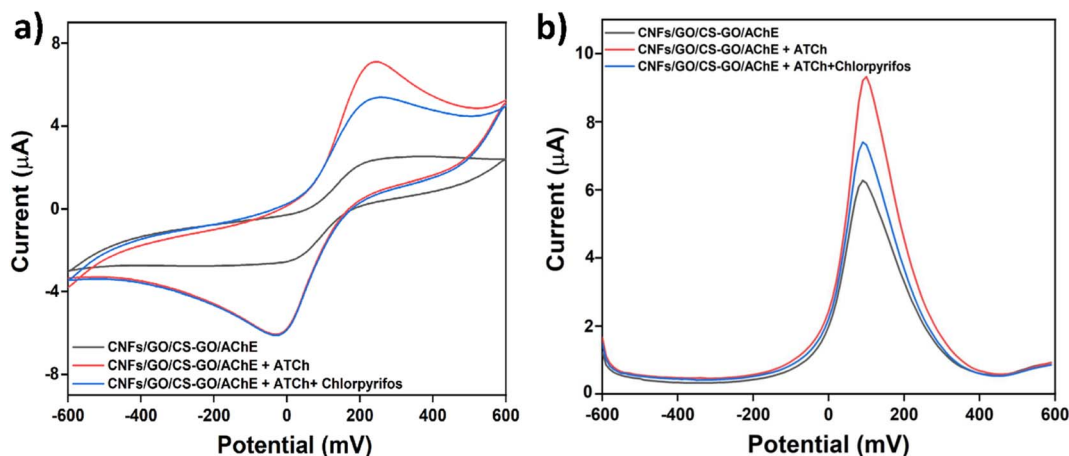 a)
8
4
0
-4
-8
Current (μA)
CNFs/GO/CS-GO/AChE
CNFs/GO/CS-GO/AChE + ATCh
CNFs/GO/CS-GO/AChE + ATCh+ Chlorpyrifos
-600 -400 -200 0 200 400 600
Potential (mV)
b)
CNFs/GO/CS-GO/AChE
CNFs/GO/CS-GO/AChE + ATCh
CNFs/GO/CS-GO/AChE + ATCh+Chlorpyrifos
10
8
6
4
2
0
Current (μA)
-600 -400 -200 0 200 400 600
Potential (mV)